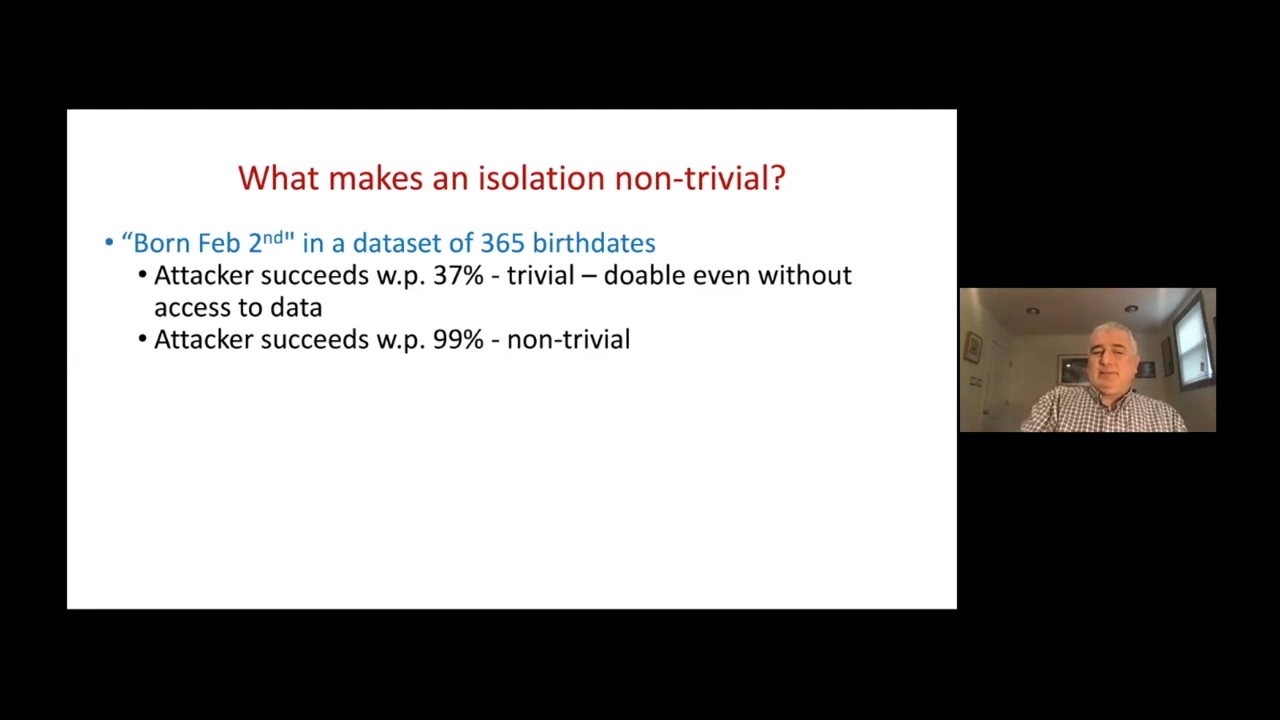 What makes an isolation non-trivial?
• “Born Feb 2nd" in a dataset of 365 birthdates
• Attacker succeeds w.p. 37% - trivial – doable even without
access to data
• Attacker succeeds w.p. 99% - non-trivial